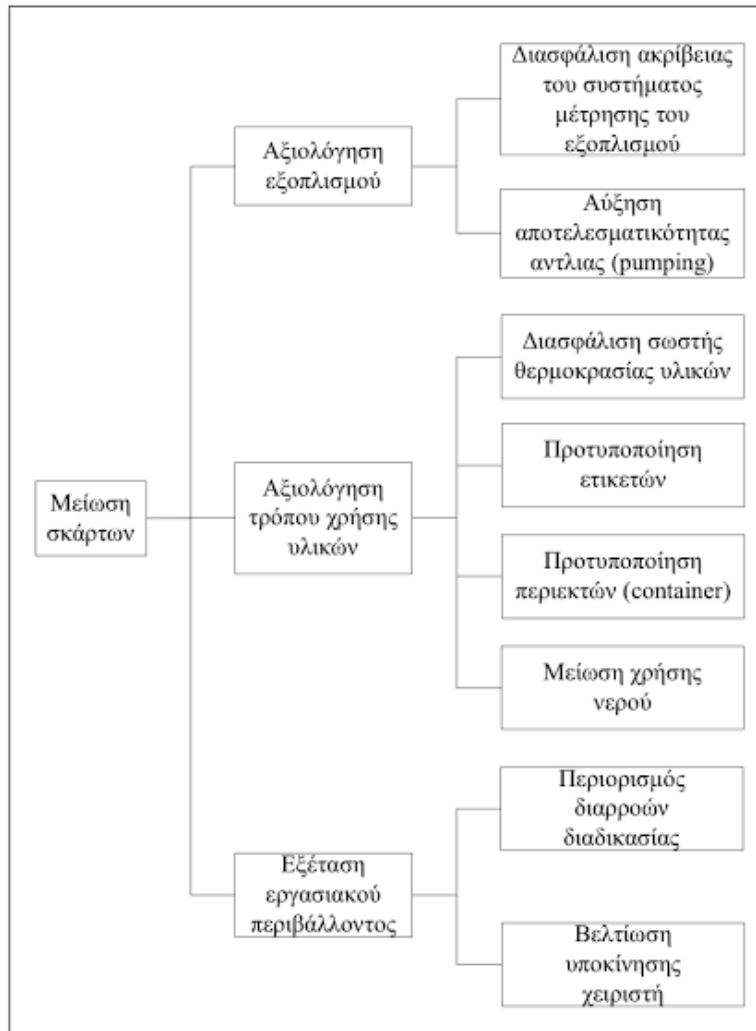 Διασφάλιση ακρίβειας
του συστήματος
μέτρησης του
εξοπλισμού
Αξιολόγηση
εξοπλισμού
Αύξηση
αποτελεσματικότητας
αντλιας (pumping)
Διασφάλιση σωστής
θερμοκρασίας υλικών
Προτυποποίηση
ετικετών
Μείωση
σκάρτων
Αξιολόγηση
τρόπου χρήσης
υλικών
Προτυποποίηση
περιεκτών (container)
Μείωση χρήσης
νερού
Περιορισμός
διαρροών
διαδικασίας
Εξέταση
εργασιακού
περιβάλλοντος
Βελτίωση
υποκίνησης
χειριστή